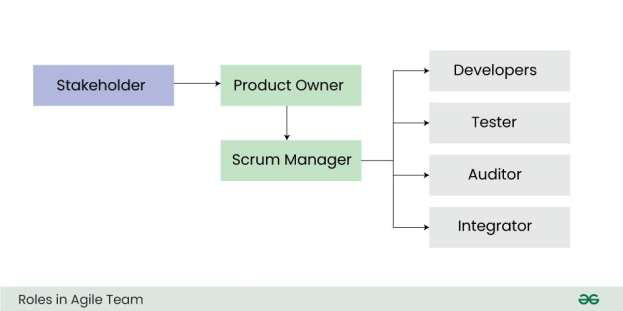 Stakeholder
Product Owner
Scrum Manager
Developers
Tester
Auditor
Integrator
Roles in Agile Team